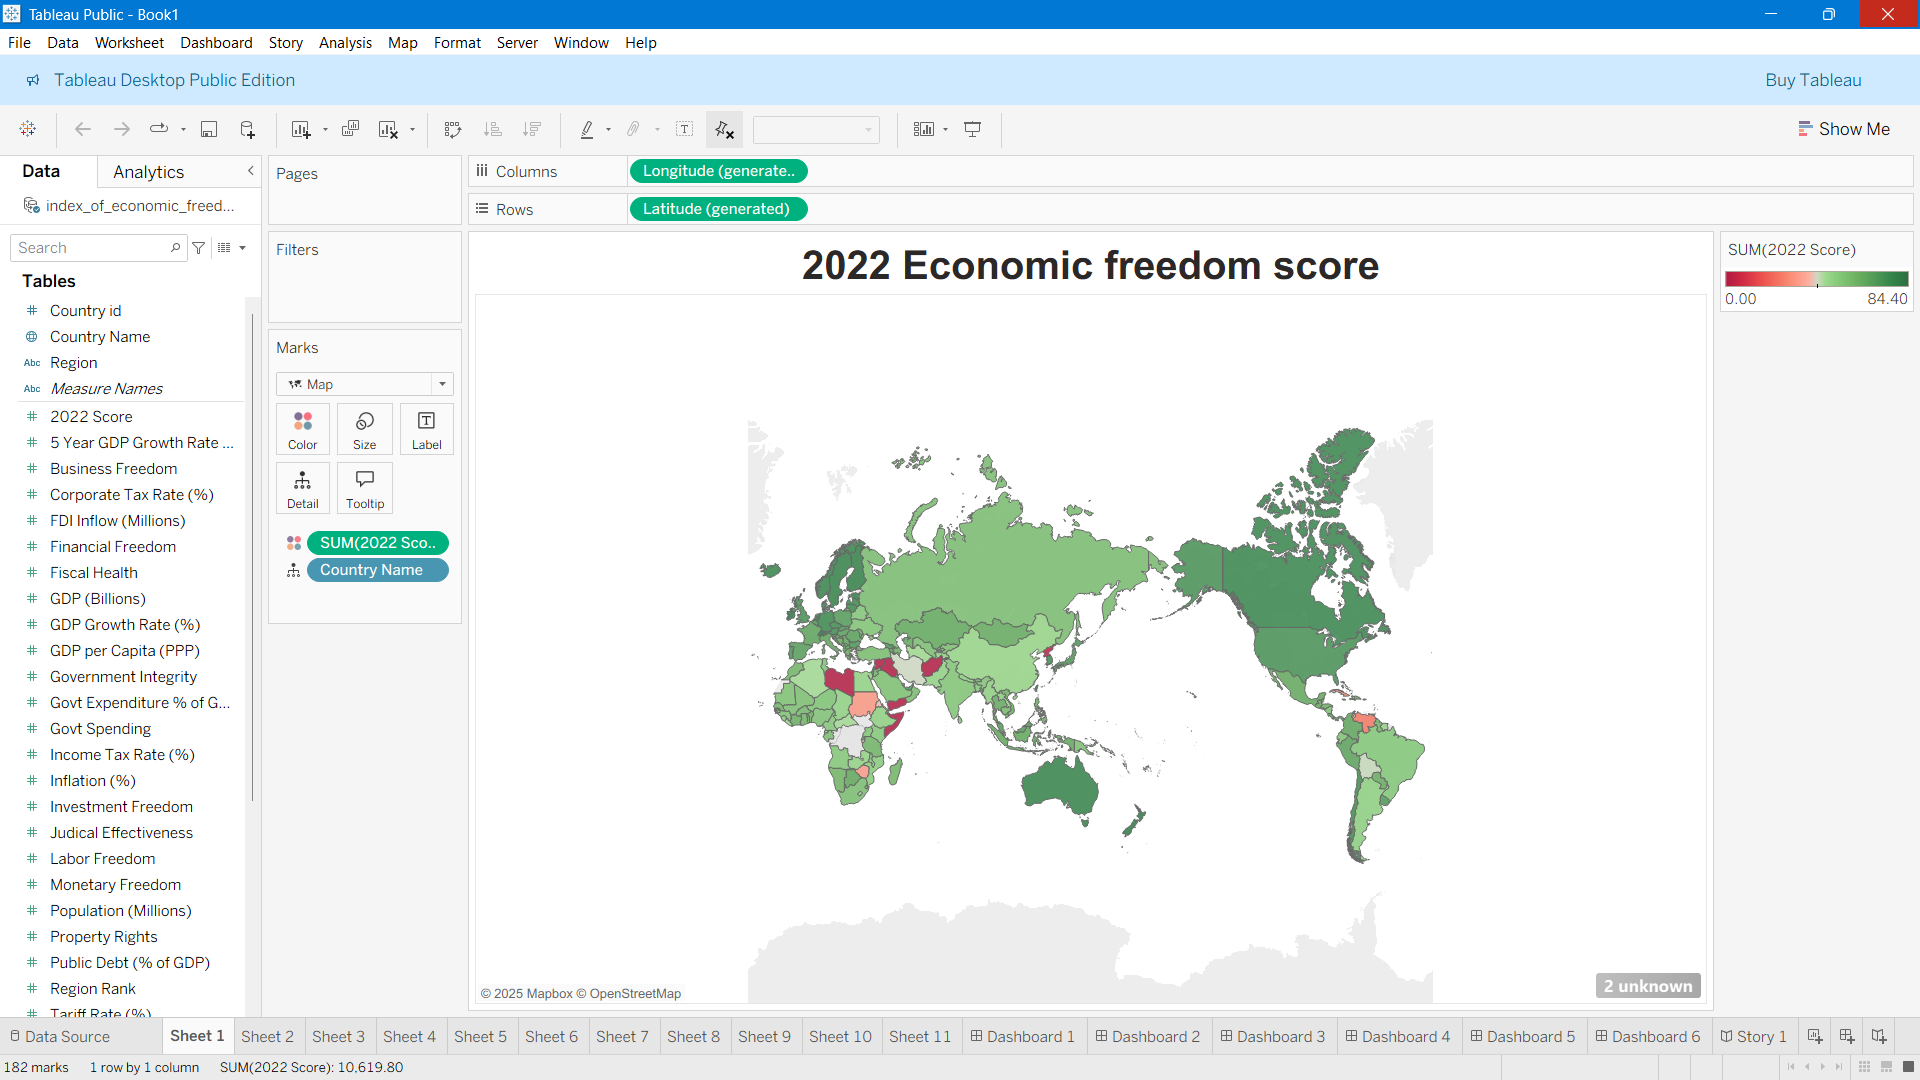 Tableau Public - Book1
File Data Worksheet Dashboard Story Analysis Map Format Server Window Help
Tableau Desktop Public Edition
Buy Tableau
Show Me
Data
Analytics
index_of_economic_freed...
Search
Tables
Country id
Country Name
Abc Region
Abc Measure Names
2022 Score
5 Year GDP Growth Rate ...
Business Freedom
Corporate Tax Rate (%)
FDI Inflow (Millions)
Financial Freedom
Fiscal Health
GDP (Billions)
GDP Growth Rate (%)
GDP per Capita (PPP)
Government Integrity
Govt Expenditure % of G...
Govt Spending
Income Tax Rate (%)
Inflation (%)
Investment Freedom
Judical Effectiveness
Labor Freedom
Monetary Freedom
Population (Millions)
Property Rights
Public Debt (% of GDP)
Region Rank
Tariff Rate (%)
Pages
Filters
Marks
Map
Color
Size
Label
Detail
Tooltip
SUM(2022 Sco..
Country Name
Columns
Longitude (generate..
Rows
Latitude (generated)
2022 Economic freedom score
© 2025 Mapbox © OpenStreetMap
2 unknown
SUM(2022 Score)
0.00
84.40
Data Source
Sheet 1
Sheet 2
Sheet 3
Sheet 4
Sheet 5
Sheet 6
Sheet 7
Sheet 8
Sheet 9
Sheet 10
Sheet 11
Dashboard 1
Dashboard 2
Dashboard 3
Dashboard 4
Dashboard 5
Dashboard 6
Story 1
182 marks
1 row by 1 column
SUM(2022 Score): 10,619.80